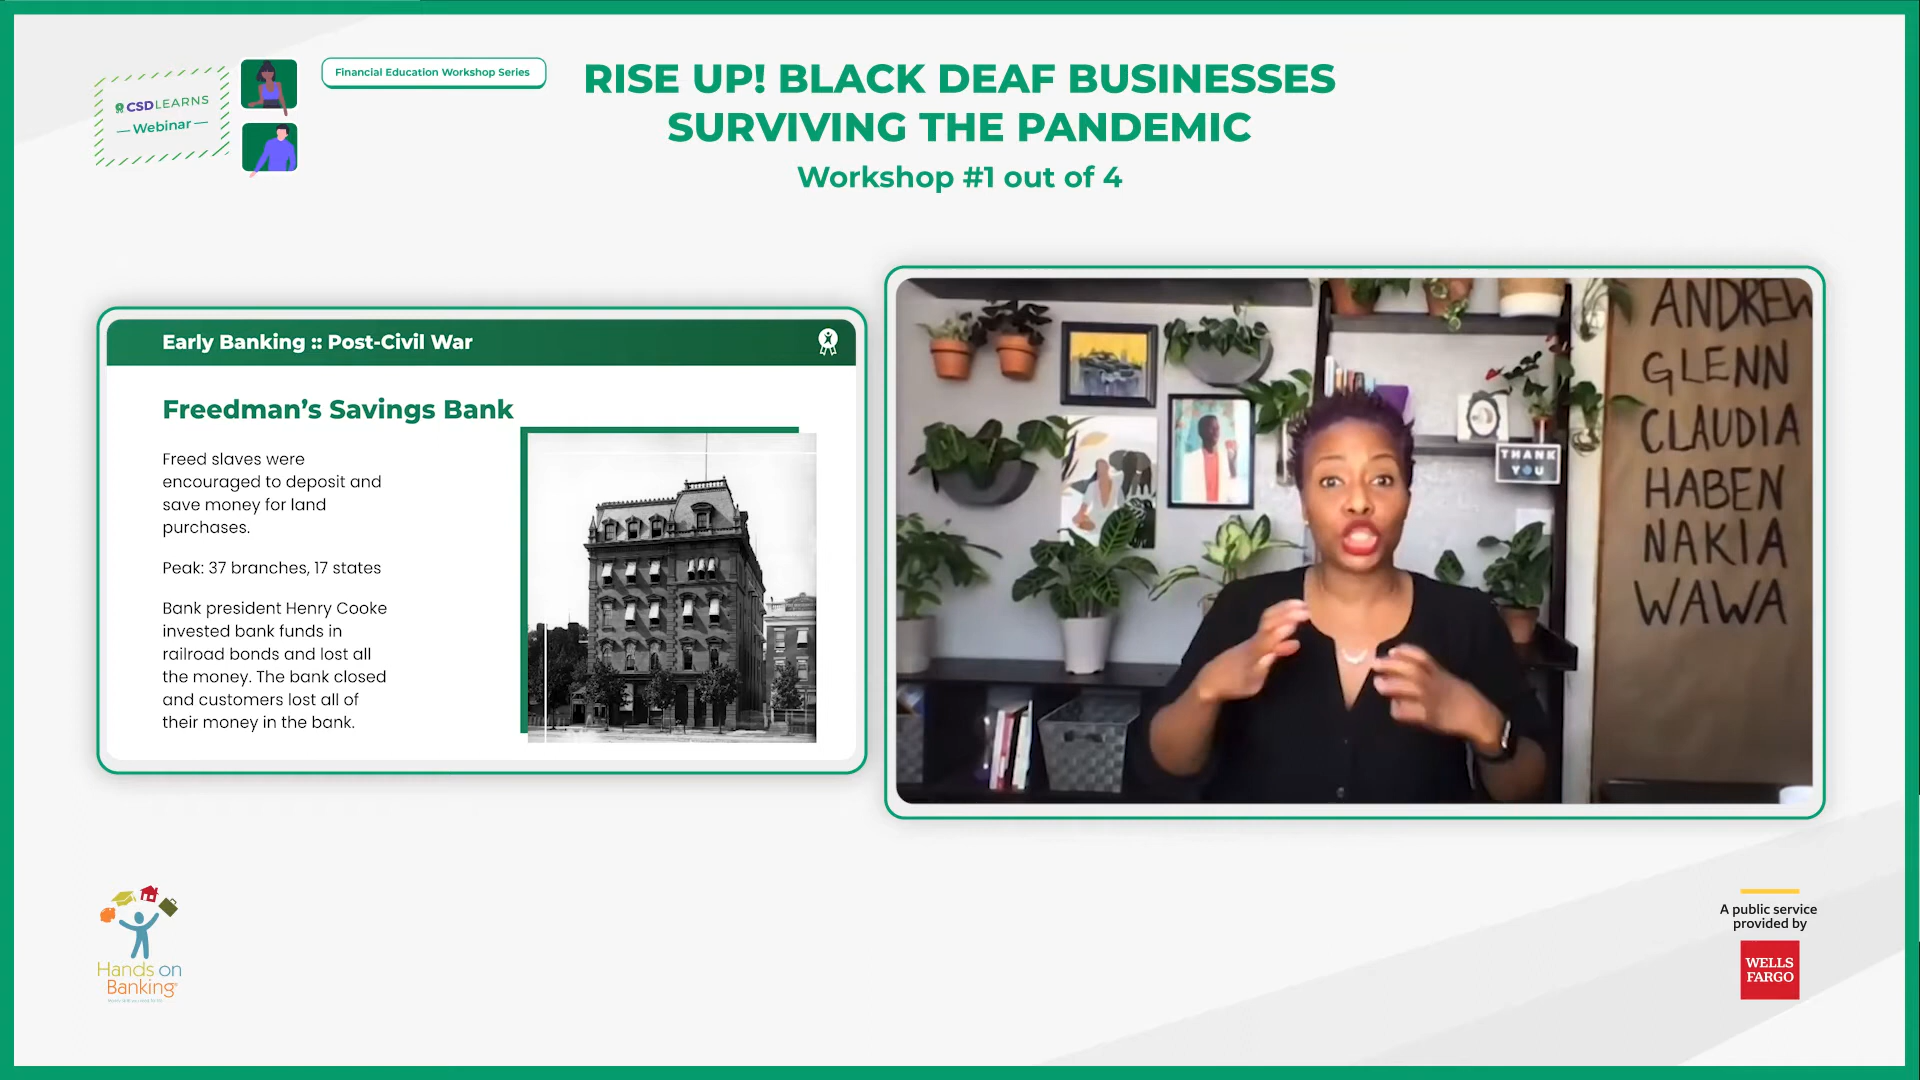 CSDLEARNS
Webinar
Financial Education Workshop Series
RISE UP! BLACK DEAF BUSINESSES
SURVIVING THE PANDEMIC
Workshop #1 out of 4
Early Banking :: Post-Civil War
Freedman’s Savings Bank
Freed slaves were
encouraged to deposit and
save money for land
purchases.
Peak: 37 branches, 17 states
Bank president Henry Cooke
invested bank funds in
railroad bonds and lost all
the money. The bank closed
and customers lost all of
their money in the bank.
THANK
YOU
ANDREW
GLENN
CLAUDIA
HABEN
NAKIA
WAWA
Hands on
Banking®
A public service
provided by
WELLS
FARGO